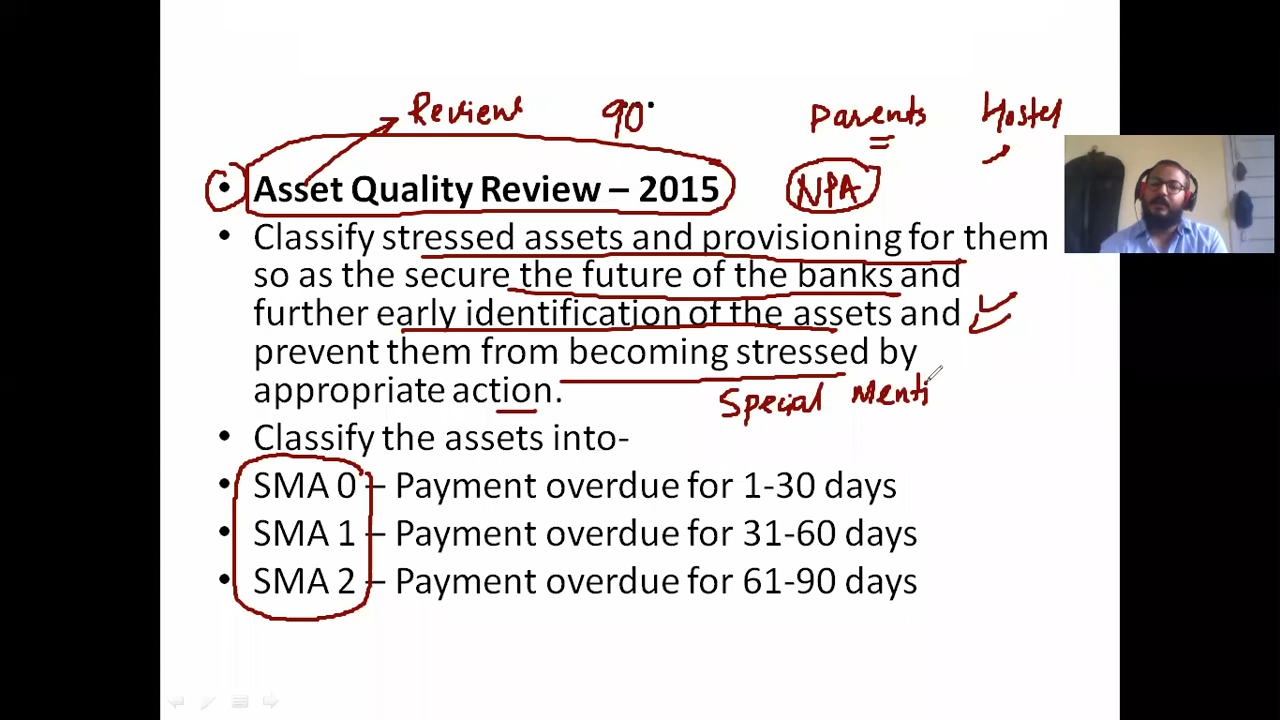 Review 90 Parents Hostel
• Asset Quality Review – 2015 NPA
• Classify stressed assets and provisioning for them
so as the secure the future of the banks and
further early identification of the assets and
prevent them from becoming stressed by
appropriate action.
Special Menti
• Classify the assets into-
• SMA 0 – Payment overdue for 1-30 days
• SMA 1 – Payment overdue for 31-60 days
• SMA 2 – Payment overdue for 61-90 days